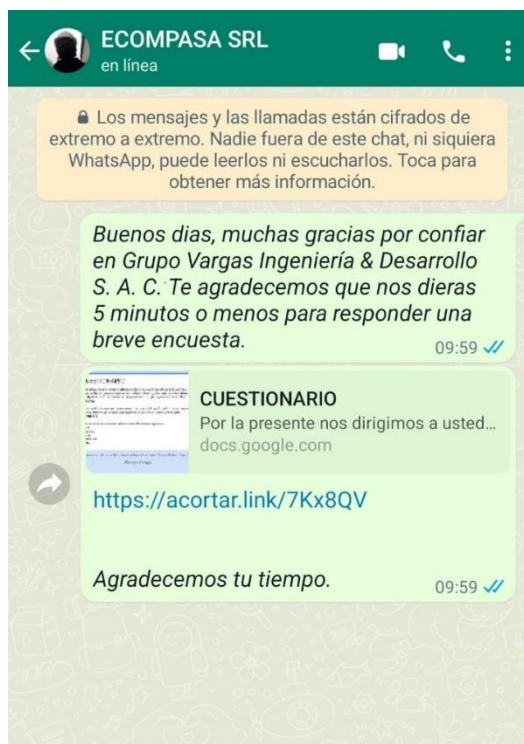 ECOMPASA SRL
en línea
Los mensajes y las llamadas están cifrados de
extremo a extremo. Nadie fuera de este chat, ni siquiera
WhatsApp, puede leerlos ni escucharlos. Toca para
obtener más información.
Buenos dias, muchas gracias por confiar
en Grupo Vargas Ingeniería & Desarrollo
S. A. C. Te agradecemos que nos dieras
5 minutos o menos para responder una
breve encuesta.
09:59
CUESTIONARIO
Por la presente nos dirigimos a usted...
docs.google.com
https://acortar.link/7Kx8QV
Agradecemos tu tiempo.
09:59